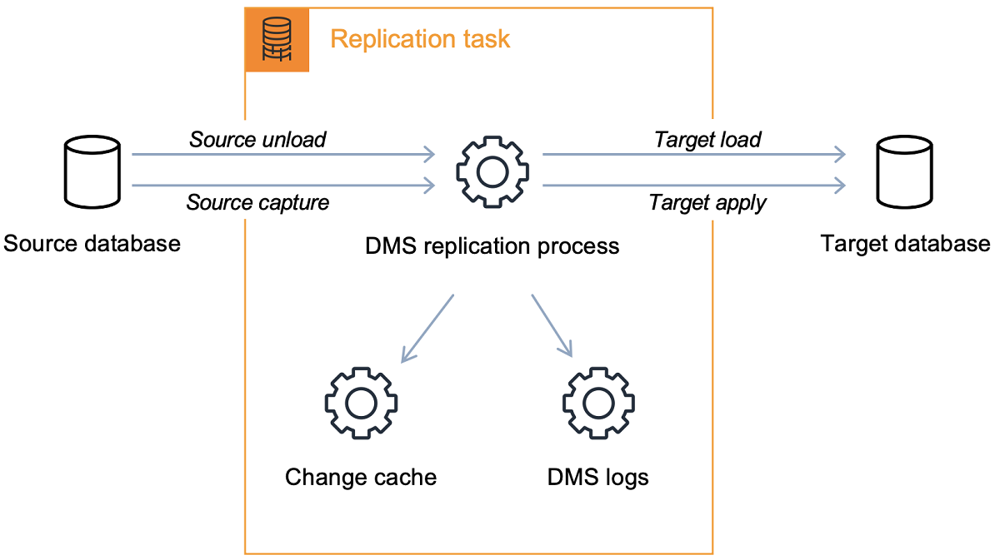 Replication task
Source unload
Target load
Source capture
Target apply
Source database
DMS replication process
Target database
Change cache
DMS logs